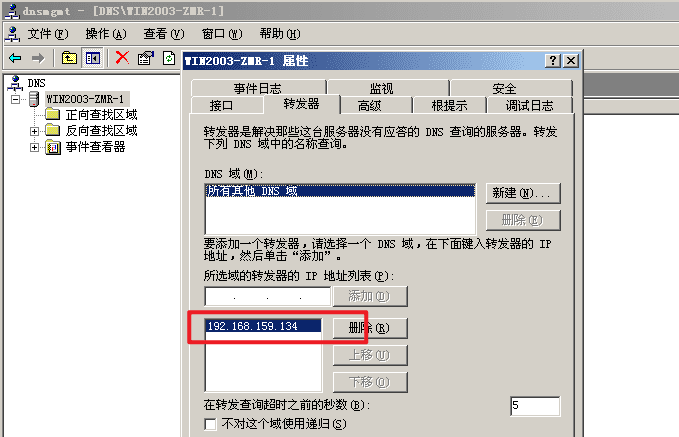 dnsmgmt - [DNS\WIN2003-ZMR-1]
文件(F) 操作(A) 查看(V) 窗口(W) 帮助(H)
DNS
WIN2003-ZMR-1
正向查找区域
反向查找区域
事件查看器
WIN2003-ZMR-1 属性
事件日志 监视 安全
接口 转发器 高级 根提示 调试日志
转发器是解决那些这台服务器没有应答的 DNS 查询的服务器。转发
下列 DNS 域中的名称查询。
DNS 域(M):
所有其他 DNS 域
新建(N)...
删除(E)
要添加一个转发器，请选择一个 DNS 域，在下面键入转发器的 IP
地址，然后单击“添加”。
所选域的转发器的 IP 地址列表(P):
. . . 添加(D)
192.168.159.134 删除(R)
上移(U)
下移(O)
在转发查询超时之前的秒数(B): 5
不对这个域使用递归(S)